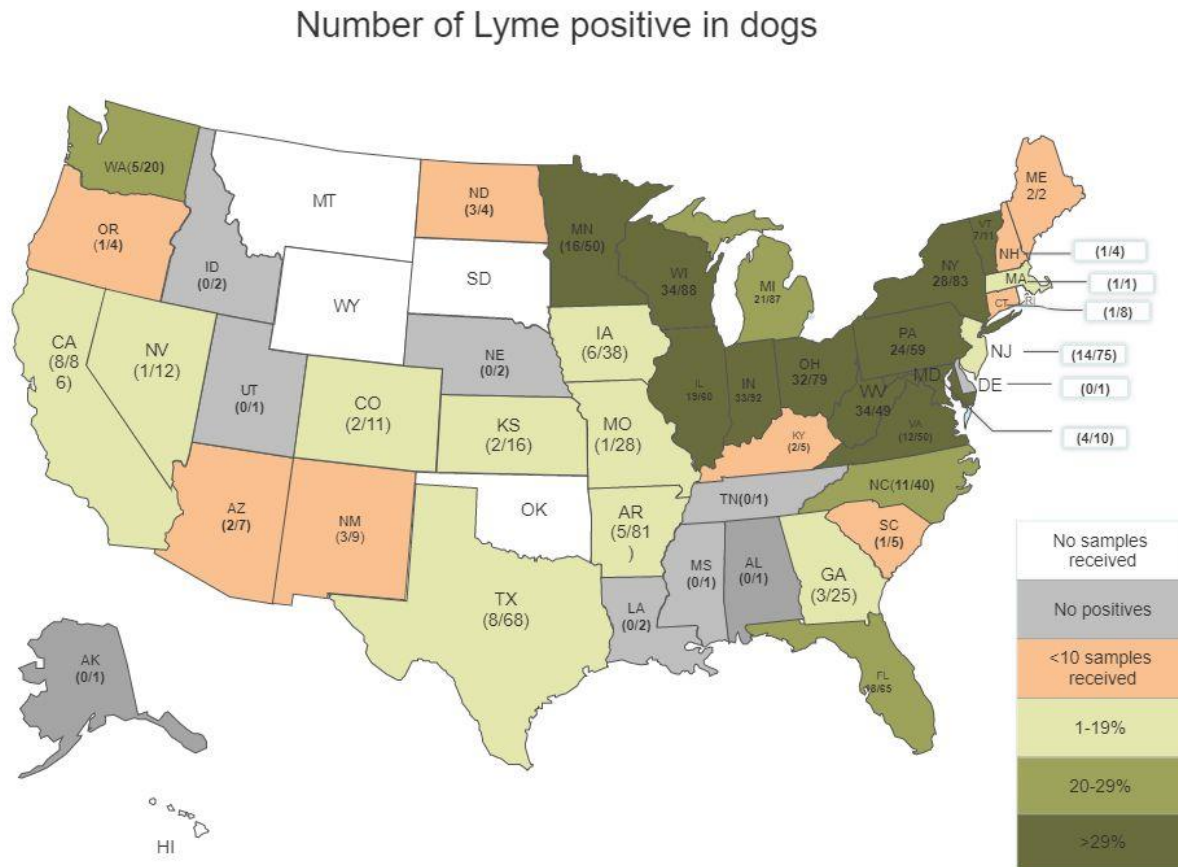 Number of Lyme positive in dogs
WA(5/20)
MT
ND
(3/4)
MN
(16/50)
ME
2/2
OR
(1/4)
ID
(0/2)
WY
SD
WI
34/88
MI
21/87
VT
7/11
NH
(1/4)
NY
28/83
MA
(1/1)
CT
RI
(1/8)
CA
(8/8
6)
NV
(1/12)
UT
(0/1)
CO
(2/11)
NE
(0/2)
IA
(6/38)
IL
19/60
IN
33/92
OH
32/79
PA
24/59
NJ
(14/75)
MD
DE
(0/1)
(4/10)
WV
34/49
VA
(12/50)
KS
(2/16)
MO
(1/28)
KY
(2/5)
AZ
(2/7)
NM
(3/9)
OK
AR
(5/81
)
TN(0/1)
NC(11/40)
SC
(1/5)
TX
(8/68)
LA
(0/2)
MS
(0/1)
AL
(0/1)
GA
(3/25)
FL
18/65
AK
(0/1)
HI
No samples
received
No positives
<10 samples
received
1-19%
20-29%
>29%